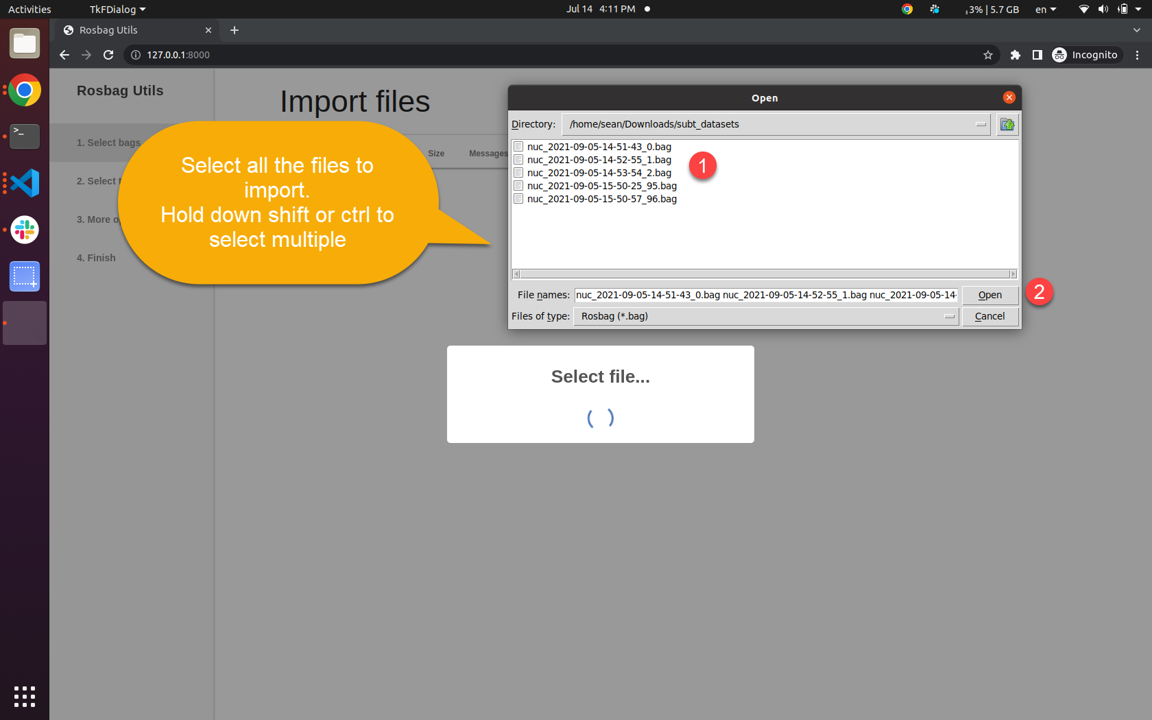 Activities
TkFDialog
Jul 14 4:11 PM
3% | 5.7 GB
en
Rosbag Utils
127.0.0.1:8000
Incognito
Rosbag Utils
1. Select bags
2. Select t
3. More o
4. Finish
Import files
Size Messages
Select all the files to
import.
Hold down shift or ctrl to
select multiple
Open
Directory: /home/sean/Downloads/subt_datasets
nuc_2021-09-05-14-51-43_0.bag
nuc_2021-09-05-14-52-55_1.bag
nuc_2021-09-05-14-53-54_2.bag
nuc_2021-09-05-15-50-25_95.bag
nuc_2021-09-05-15-50-57_96.bag
1
File names: nuc_2021-09-05-14-51-43_0.bag nuc_2021-09-05-14-52-55_1.bag nuc_2021-09-05-14- Open
2
Files of type: Rosbag (*.bag) Cancel
Select file...